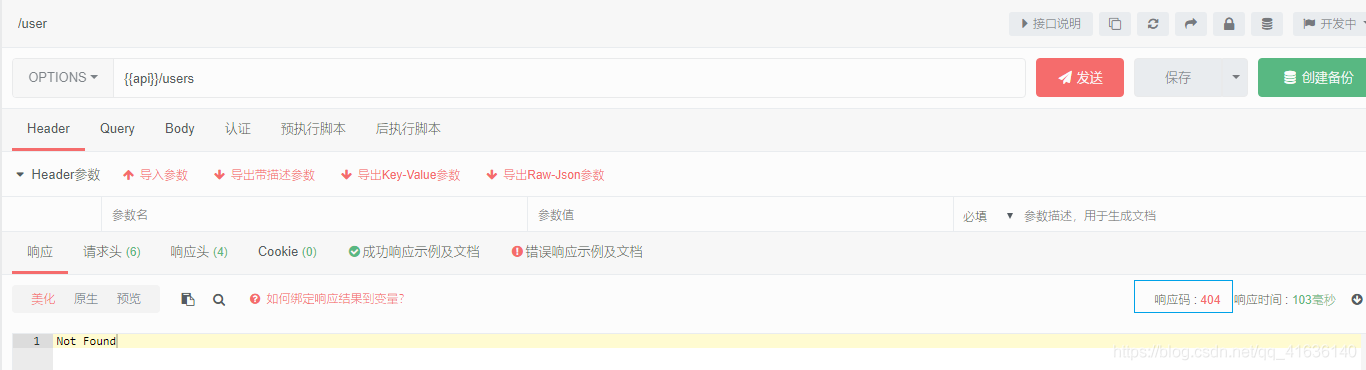 /user 接口说明 开发中
OPTIONS {{api}}/users 发送 保存 创建备份
Header Query Body 认证 预执行脚本 后执行脚本
Header参数 导入参数 导出带描述参数 导出Key-Value参数 导出Raw-Json参数
参数名 参数值 必填 参数描述，用于生成文档
响应 请求头 (6) 响应头 (4) Cookie (0) 成功响应示例及文档 错误响应示例及文档
美化 原生 预览 如何绑定响应结果到变量? 响应码 : 404 响应时间 : 103毫秒
1 Not Found
https://blog.csdn.net/qq_41636140